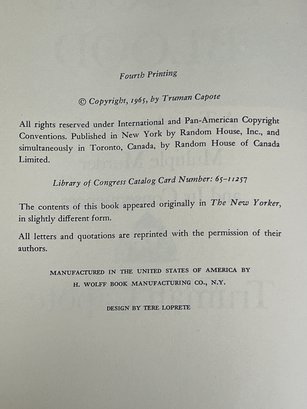 Fourth Printing
© Copyright, 1965, by Truman Capote
All rights reserved under International and Pan-American Copyright
Conventions. Published in New York by Random House, Inc., and
simultaneously in Toronto, Canada, by Random House of Canada
Limited.
Library of Congress Catalog Card Number: 65-11257
The contents of this book appeared originally in The New Yorker,
in slightly different form.
All letters and quotations are reprinted with the permission of their
authors.
MANUFACTURED IN THE UNITED STATES OF AMERICA BY
H. WOLFF BOOK MANUFACTURING CO., N.Y.
DESIGN BY TERE LOPRETE